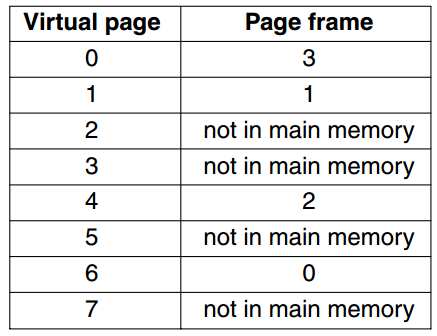 Virtual page Page frame
0 3
1 1
2 not in main memory
3 not in main memory
4 2
5 not in main memory
6 0
7 not in main memory